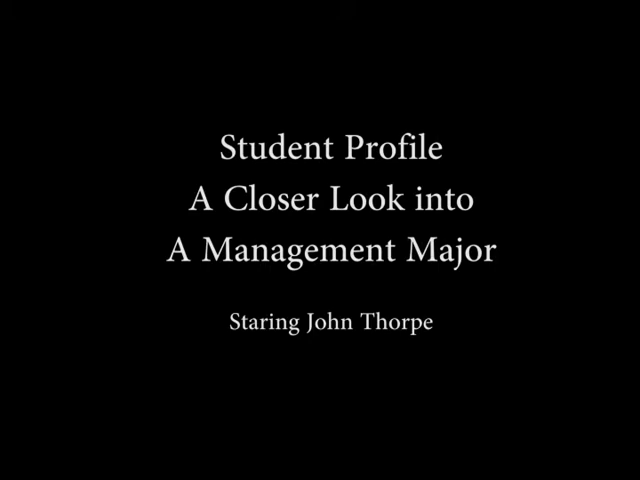 Student Profile
A Closer Look into
A Management Major
Staring John Thorpe